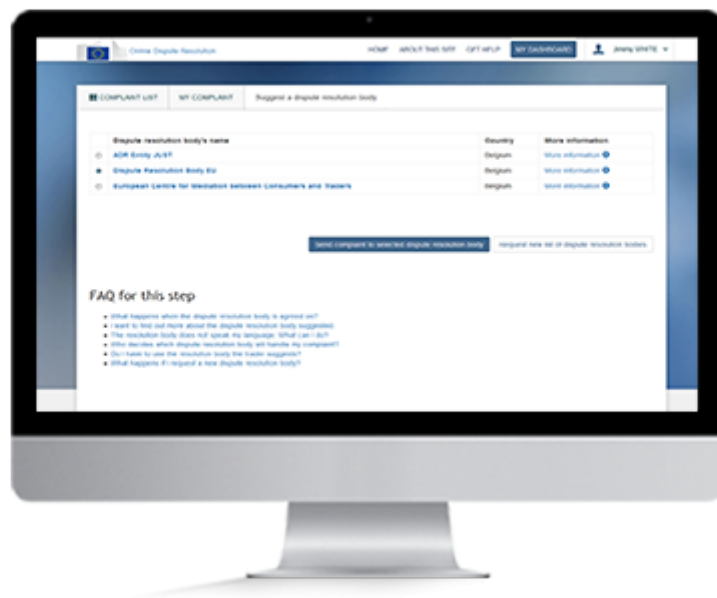 Online Dispute Resolution HOME ABOUT THIS SITE GET HELP MY DASHBOARD Jimmy WHITE
COMPLAINT LIST MY COMPLAINT Suggest a dispute resolution body
Dispute resolution body's name Country More information
ADR Entity JUST Belgium More information
Dispute Resolution Body EU Belgium More information
European Centre for Mediation between Consumers and Traders Belgium More information
Send complaint to selected dispute resolution body Request new list of dispute resolution bodies
FAQ for this step
What happens when the dispute resolution body is agreed on?
I want to find out more about the dispute resolution body suggested
The resolution body does not speak my language. What can I do?
Who decides which dispute resolution body will handle my complaint?
Do I have to use the resolution body the trader suggests?
What happens if I request a new dispute resolution body?